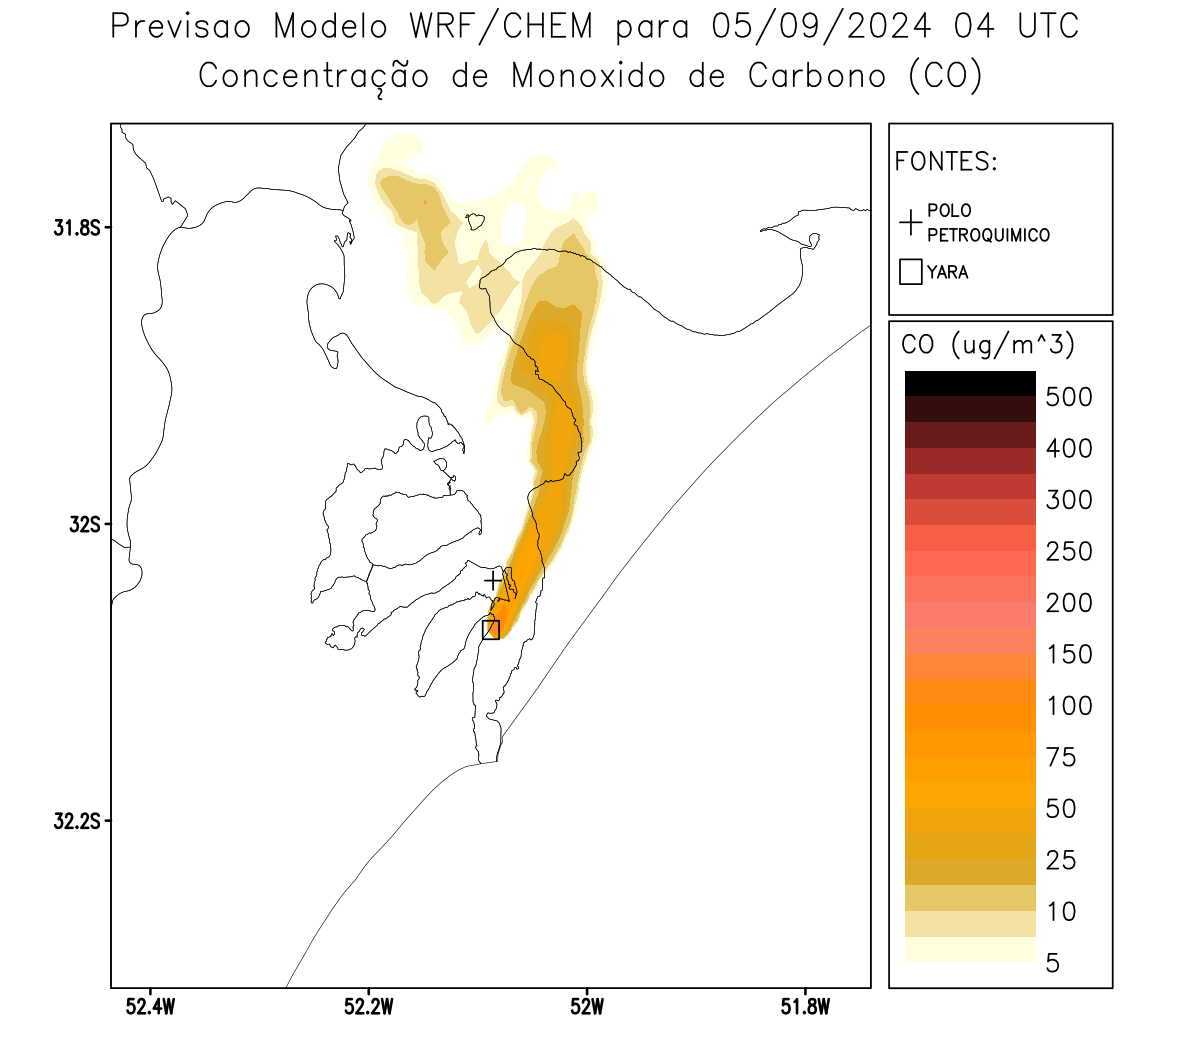 Previsao Modelo WRF/CHEM para 05/09/2024 04 UTC
Concentração de Monoxido de Carbono (CO)
FONTES:
POLO
PETROQUIMICO
YARA
CO (ug/m^3)
500
400
300
250
200
150
100
75
50
25
10
5
31.8S
32S
32.2S
52.4W
52.2W
52W
51.8W